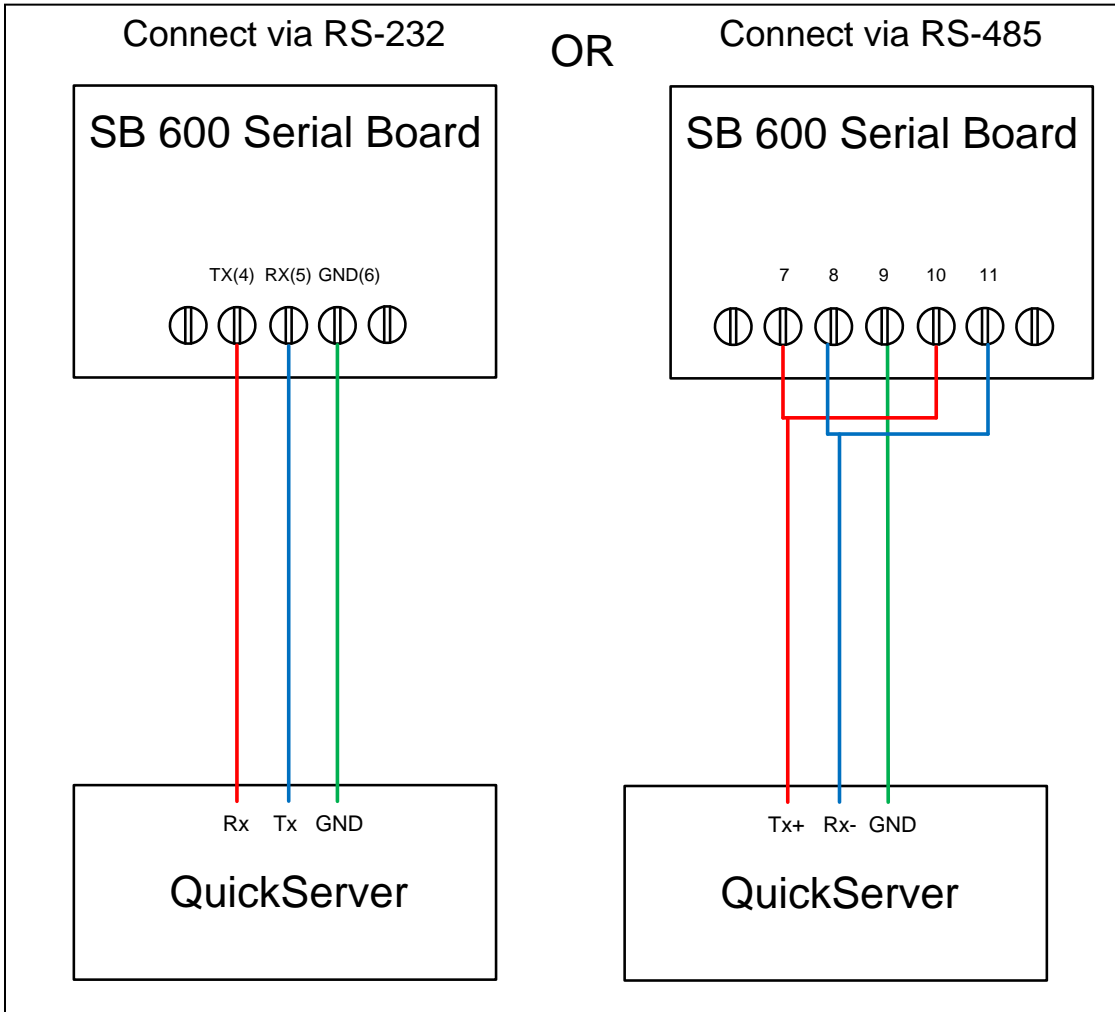 Connect via RS-232
OR
Connect via RS-485
SB 600 Serial Board
TX(4) RX(5) GND(6)
Rx Tx GND
QuickServer
SB 600 Serial Board
7 8 9 10 11
Tx+ Rx- GND
QuickServer